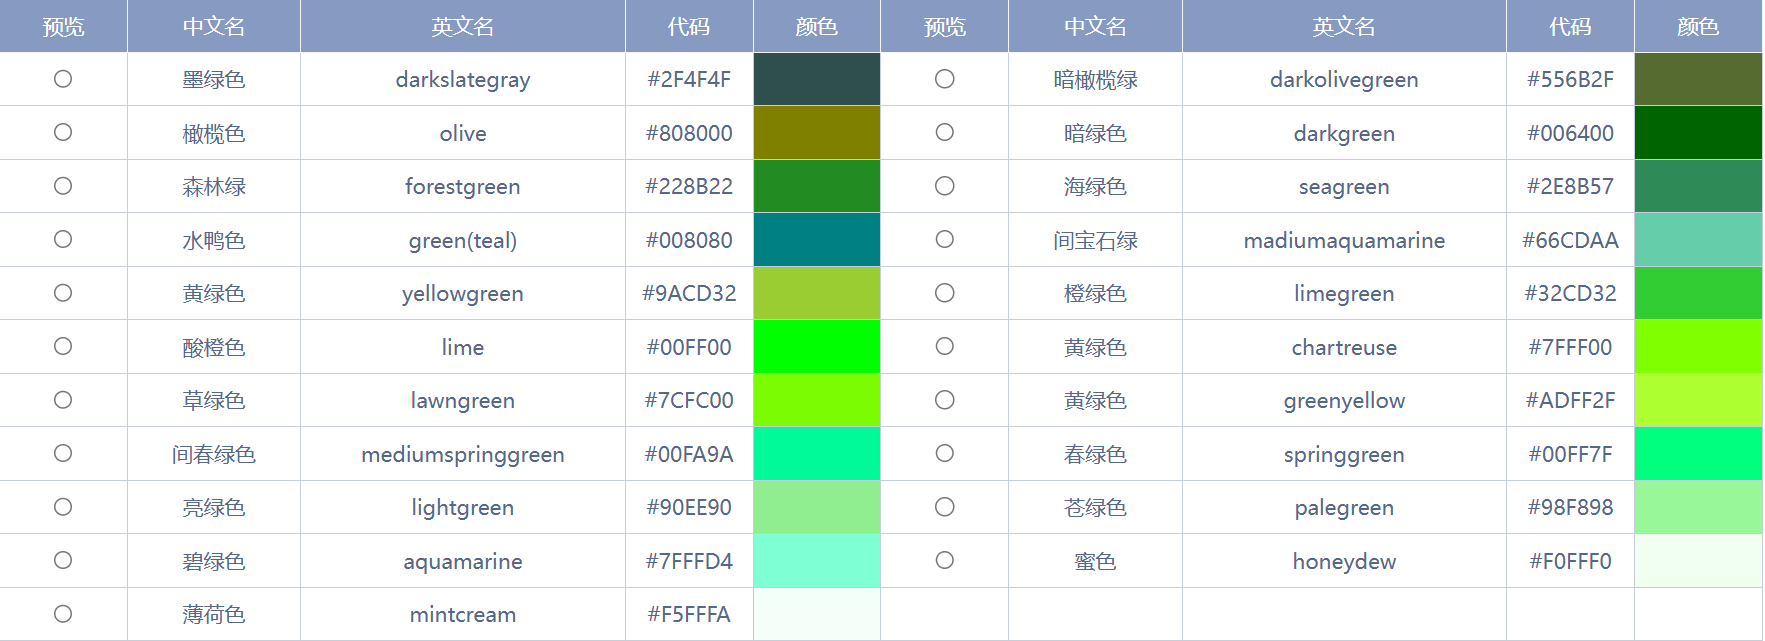 预览 中文名 英文名 代码 颜色 预览 中文名 英文名 代码 颜色
墨绿色 darkslategray #2F4F4F 暗橄榄绿 darkolivegreen #556B2F
橄榄色 olive #808000 暗绿色 darkgreen #006400
森林绿 forestgreen #228B22 海绿色 seagreen #2E8B57
水鸭色 green(teal) #008080 间宝石绿 madiumaquamarine #66CDAA
黄绿色 yellowgreen #9ACD32 橙绿色 limegreen #32CD32
酸橙色 lime #00FF00 黄绿色 chartreuse #7FFF00
草绿色 lawngreen #7CFC00 黄绿色 greenyellow #ADFF2F
间春绿色 mediumspringgreen #00FA9A 春绿色 springgreen #00FF7F
亮绿色 lightgreen #90EE90 苍绿色 palegreen #98F898
碧绿色 aquamarine #7FFFD4 蜜色 honeydew #F0FFF0
薄荷色 mintcream #F5FFFA